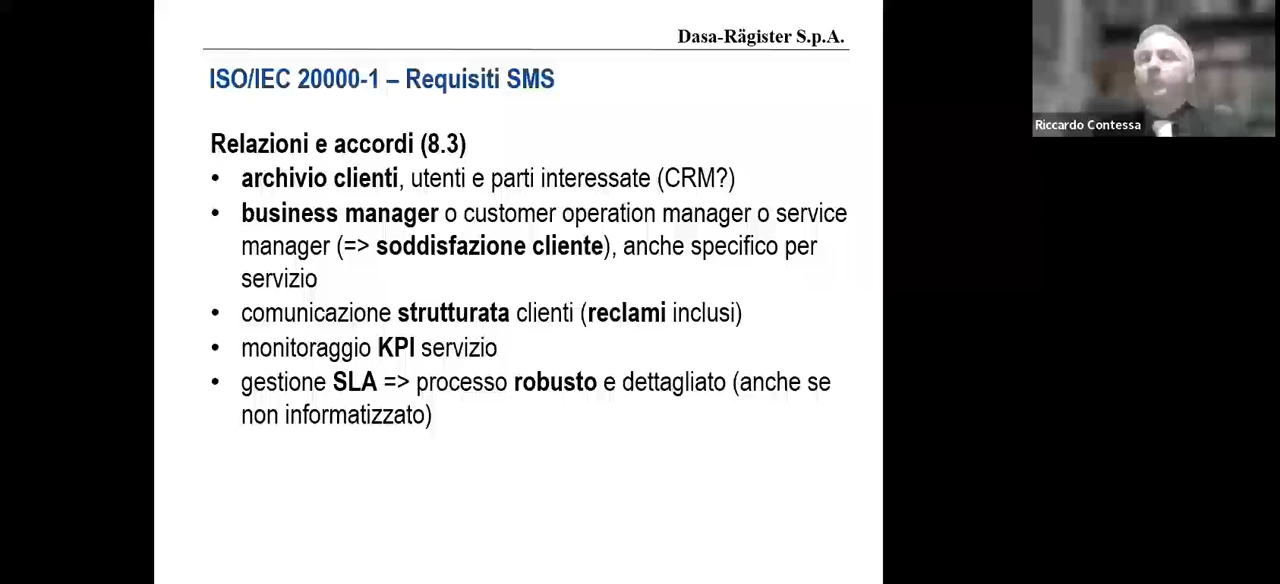 Dasa-Rägister S.p.A.
ISO/IEC 20000-1 – Requisiti SMS
Relazioni e accordi (8.3)
• archivio clienti, utenti e parti interessate (CRM?)
• business manager o customer operation manager o service
manager (=> soddisfazione cliente), anche specifico per
servizio
• comunicazione strutturata clienti (reclami inclusi)
• monitoraggio KPI servizio
• gestione SLA => processo robusto e dettagliato (anche se
non informatizzato)
Riccardo Contessa